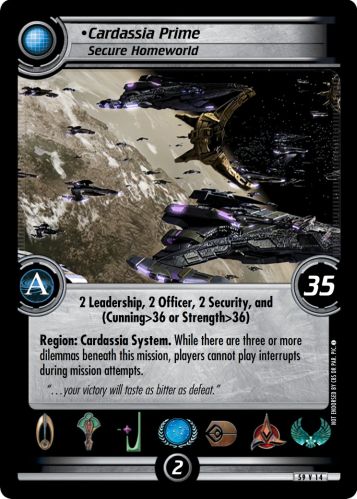 •Cardassia Prime
Secure Homeworld
A
35
2 Leadership, 2 Officer, 2 Security, and
(Cunning>36 or Strength>36)
Region: Cardassia System. While there are three or more
dilemmas beneath this mission, players cannot play interrupts
during mission attempts.
"…your victory will taste as bitter as defeat."
NOT ENDORSED BY CBS OR PAR. PIC.
2
59 V 14